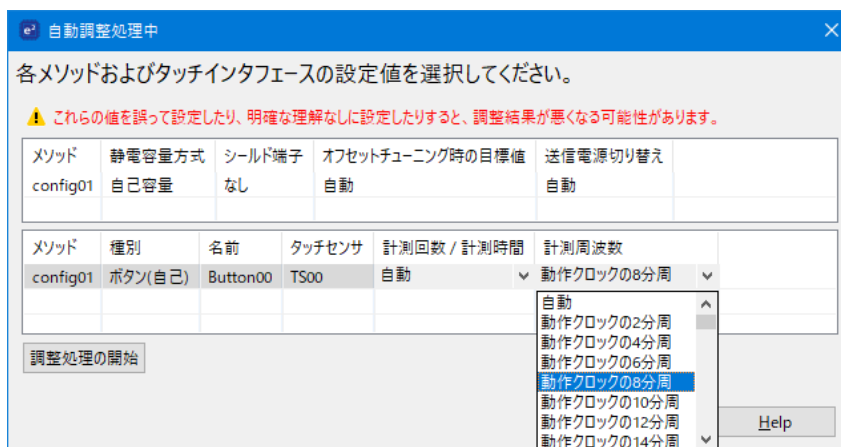 e² 自動調整処理中
各メソッドおよびタッチインタフェースの設定値を選択してください。
これらの値を誤って設定したり、明確な理解なしに設定したりすると、調整結果が悪くなる可能性があります。
メソッド 静電容量方式 シールド端子 オフセットチューニング時の目標値 送信電源切り替え
config01 自己容量 なし 自動 自動
メソッド 種別 名前 タッチセンサ 計測回数 / 計測時間 計測周波数
config01 ボタン(自己) Button00 TS00 自動 動作クロックの8分周
自動
動作クロックの2分周
動作クロックの4分周
動作クロックの6分周
動作クロックの8分周
動作クロックの10分周
動作クロックの12分周
動作クロックの14分周
調整処理の開始
Help